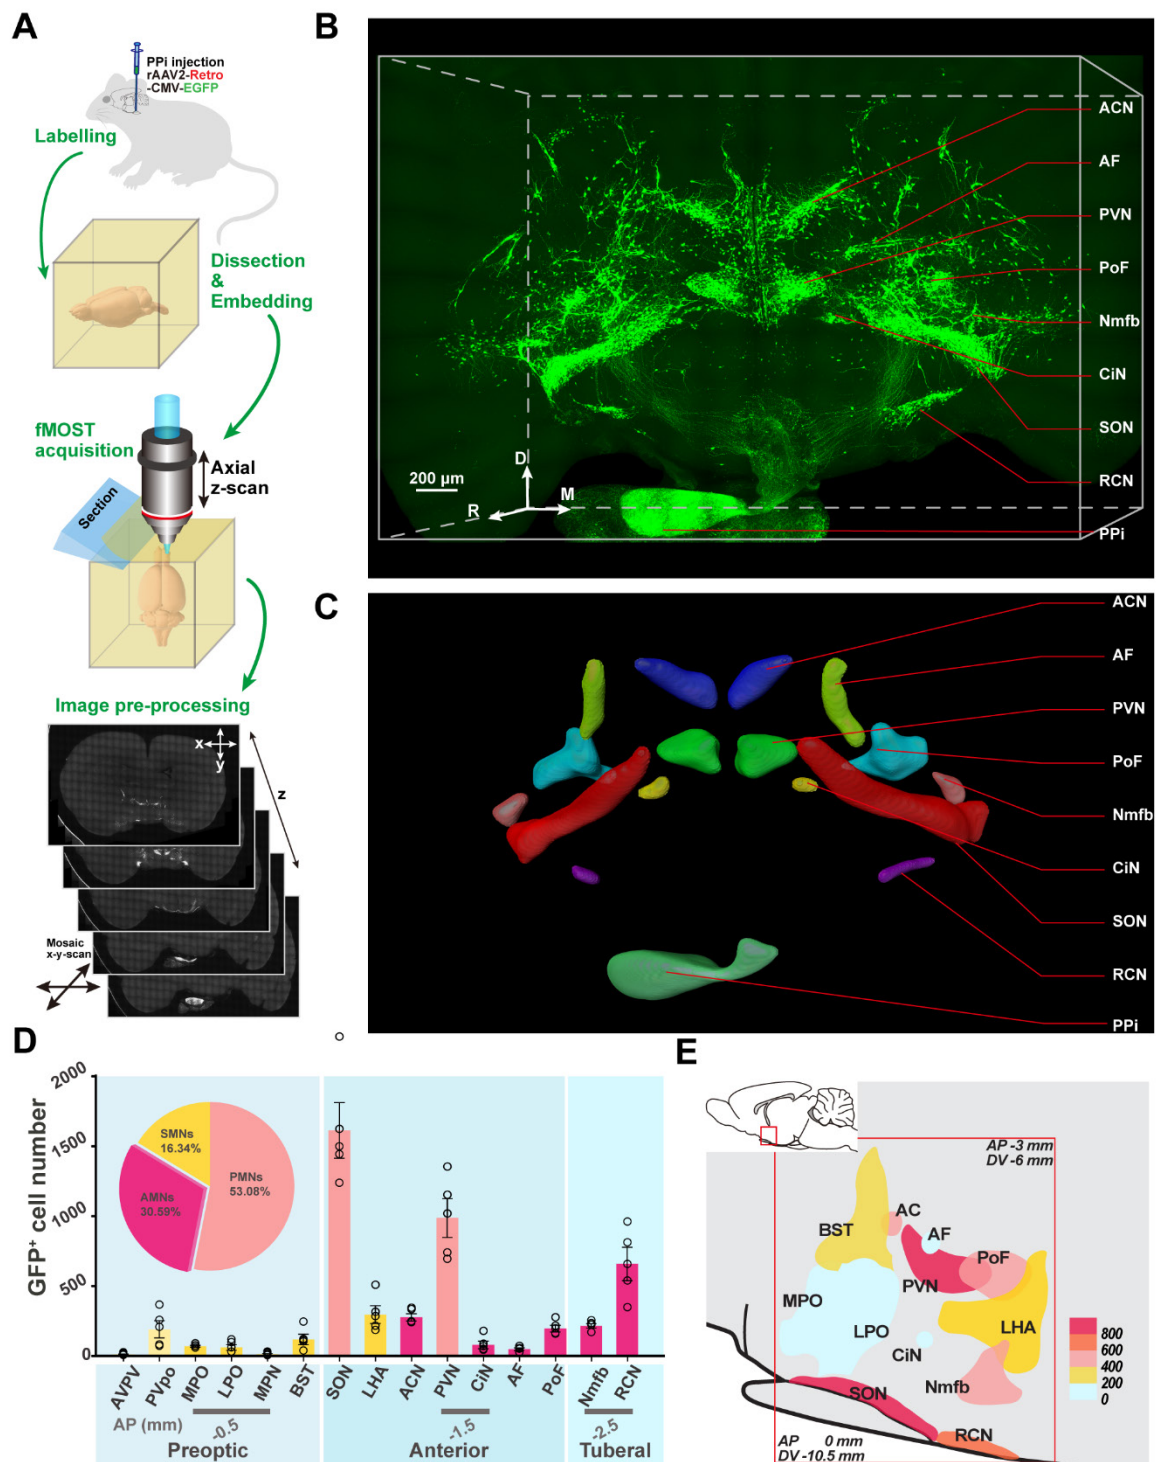 A
PPi injection
rAAV2-Retro
-CMV-EGFP
Labelling
Dissection
&
Embedding
fMOST
acquisition
Axial
z-scan
Section
Image pre-processing
x
y
z
Mosaic
x-y-scan
B
ACN
AF
PVN
PoF
Nmfb
CiN
SON
RCN
PPi
200 µm
D
M
R
C
ACN
AF
PVN
PoF
Nmfb
CiN
SON
RCN
PPi
D
GFP⁺ cell number
2000
1500
1000
500
0
SMNs
16.34%
PMNs
53.08%
AMNs
30.59%
AVPV
PVpo
MPO
LPO
MPN
BST
SON
LHA
ACN
PVN
CiN
AF
PoF
Nmfb
RCN
AP (mm)
-0.5
-1.5
-2.5
Preoptic
Anterior
Tuberal
E
AP -3 mm
DV -6 mm
BST
AC
AF
PoF
PVN
MPO
LPO
LHA
CiN
Nmfb
SON
RCN
800
600
400
200
0
AP 0 mm
DV -10.5 mm